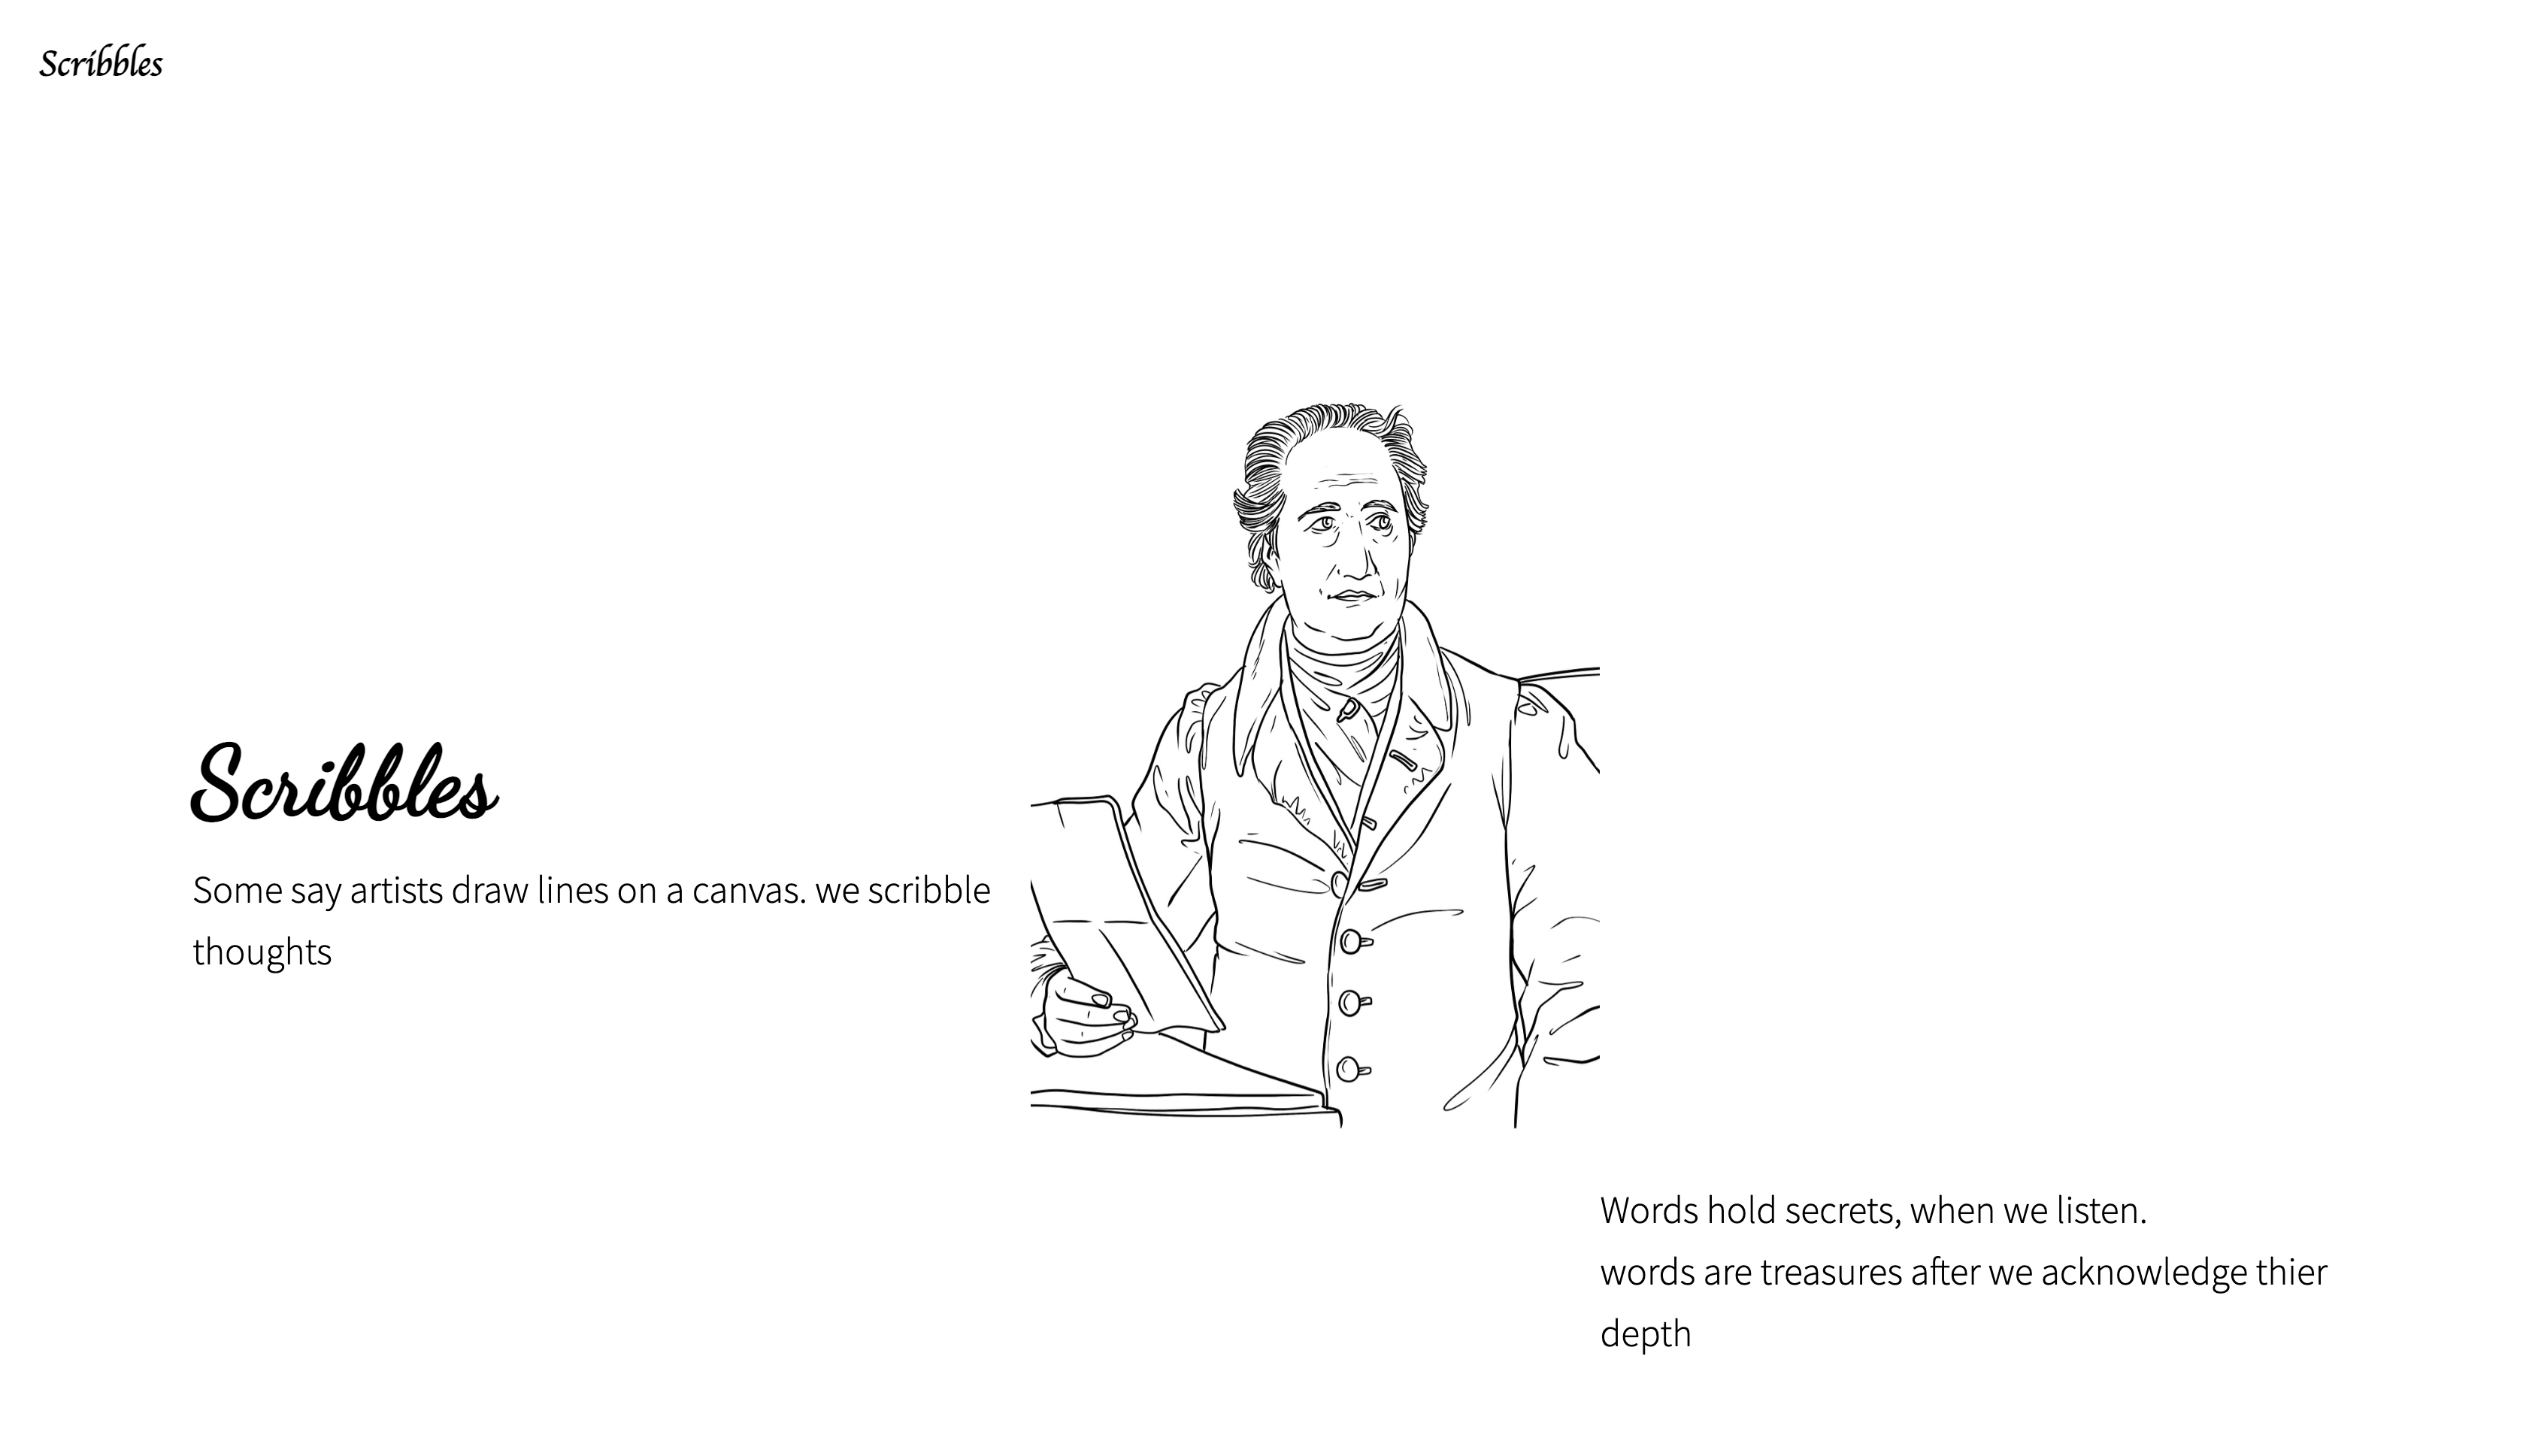 Scribbles
Scribbles
Some say artists draw lines on a canvas. we scribble
thoughts
Words hold secrets, when we listen.
words are treasures after we acknowledge thier
depth